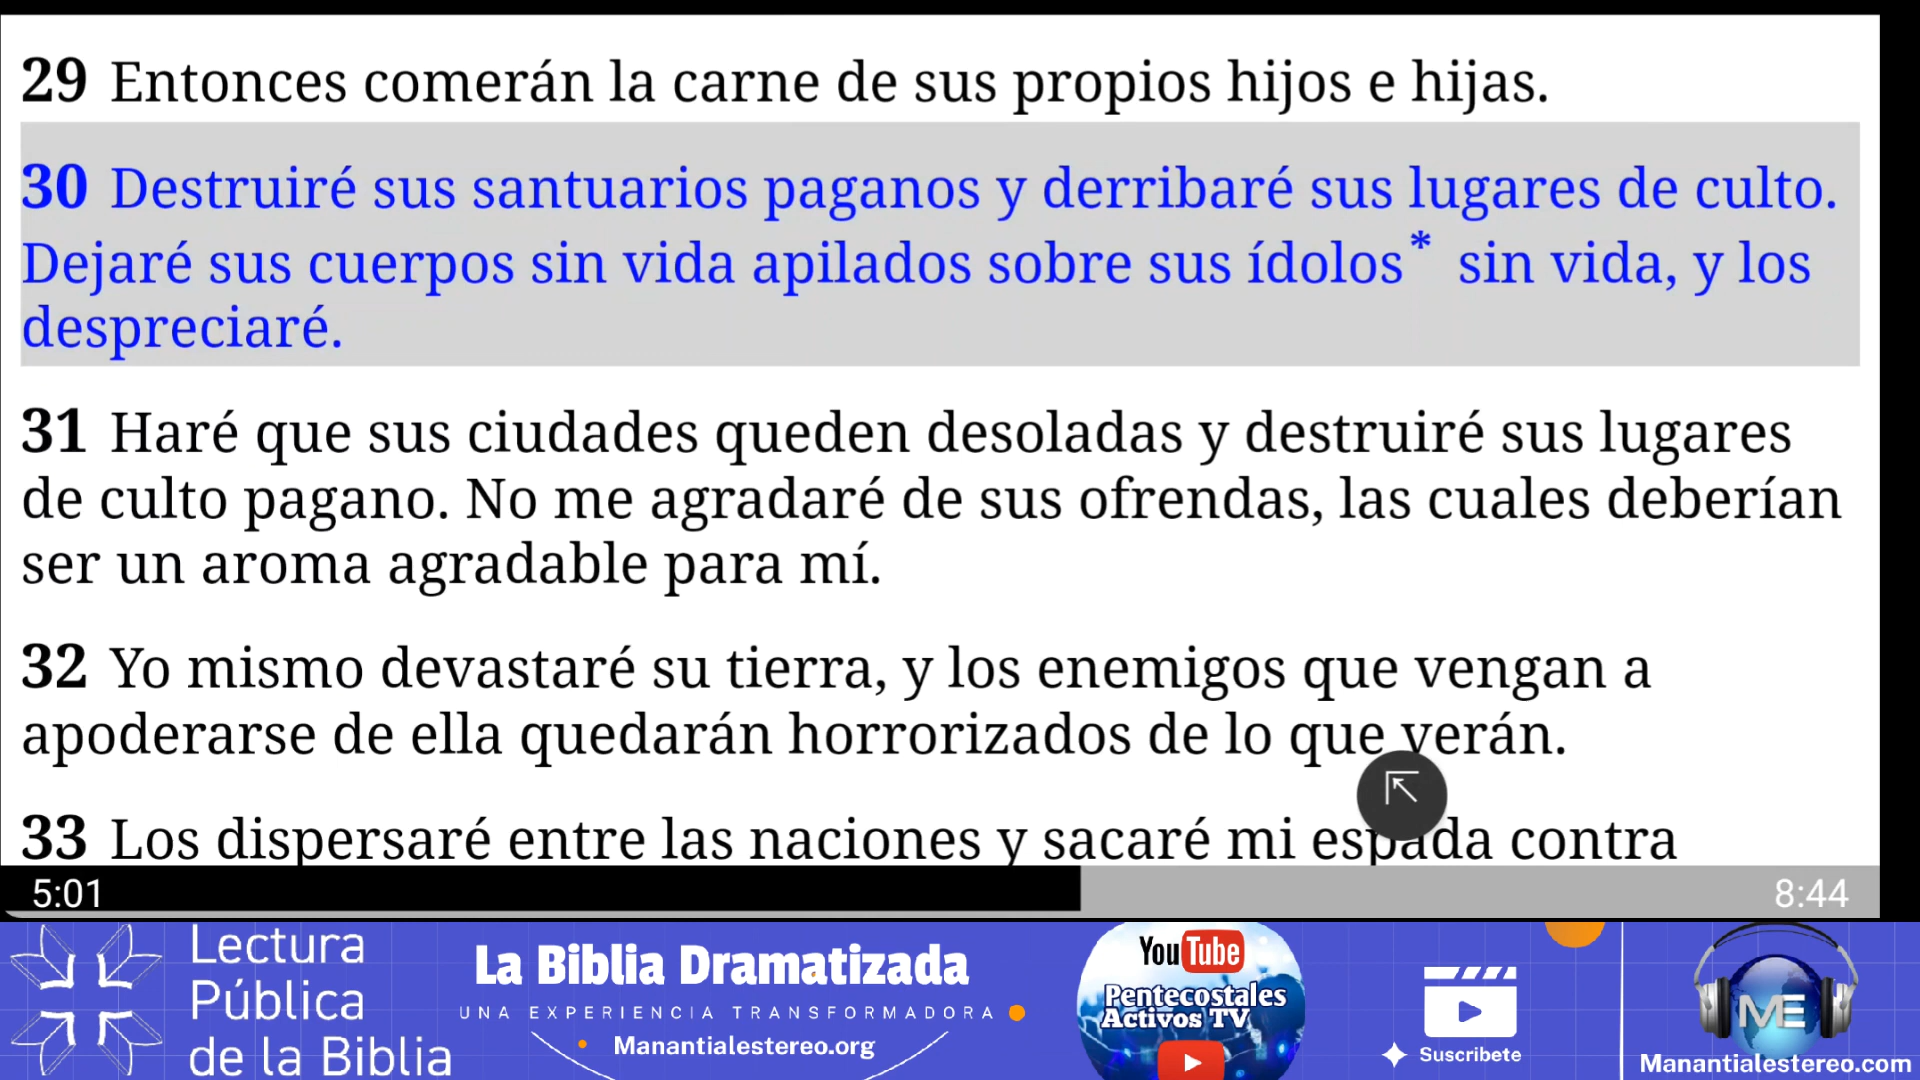 29 Entonces comerán la carne de sus propios hijos e hijas.
30 Destruiré sus santuarios paganos y derribaré sus lugares de culto.
Dejaré sus cuerpos sin vida apilados sobre sus ídolos* sin vida, y los
despreciaré.
31 Haré que sus ciudades queden desoladas y destruiré sus lugares
de culto pagano. No me agradaré de sus ofrendas, las cuales deberían
ser un aroma agradable para mí.
32 Yo mismo devastaré su tierra, y los enemigos que vengan a
apoderarse de ella quedarán horrorizados de lo que verán.
33 Los dispersaré entre las naciones y sacaré mi espada contra
5:01
8:44
Lectura
Pública
de la Biblia
La Biblia Dramatizada
UNA EXPERIENCIA TRANSFORMADORA
Manantialestereo.org
YouTube
Pentecostales
Activos TV
Suscribete
ME
Manantialestereo.com